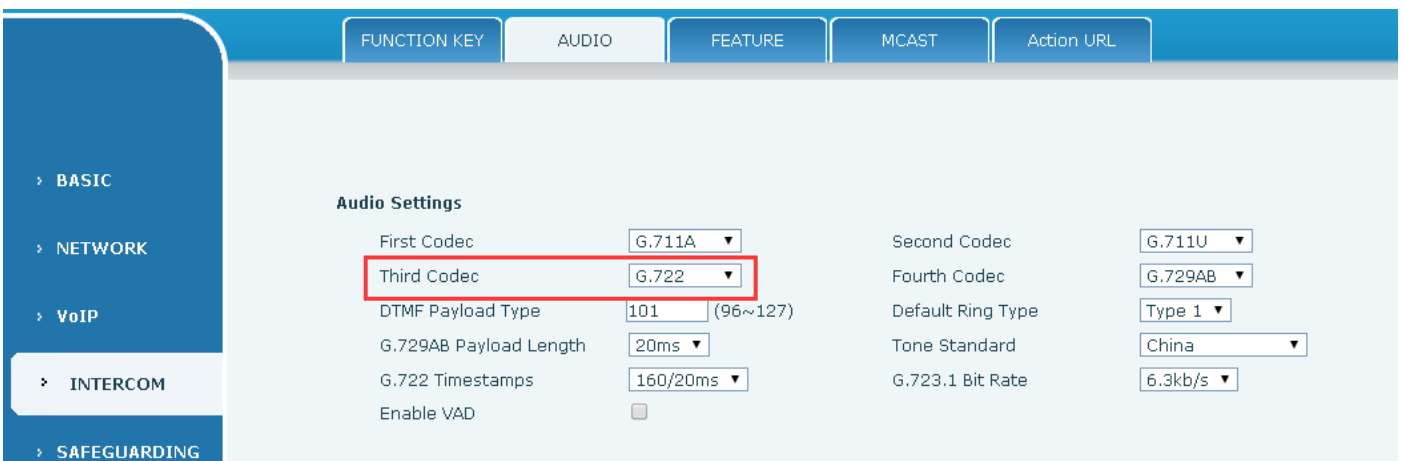 FUNCTION KEY AUDIO FEATURE MCAST Action URL
› BASIC
› NETWORK
› VoIP
› INTERCOM
› SAFEGUARDING
Audio Settings
First Codec G.711A Second Codec G.711U
Third Codec G.722 Fourth Codec G.729AB
DTMF Payload Type 101 (96~127) Default Ring Type Type 1
G.729AB Payload Length 20ms Tone Standard China
G.722 Timestamps 160/20ms G.723.1 Bit Rate 6.3kb/s
Enable VAD